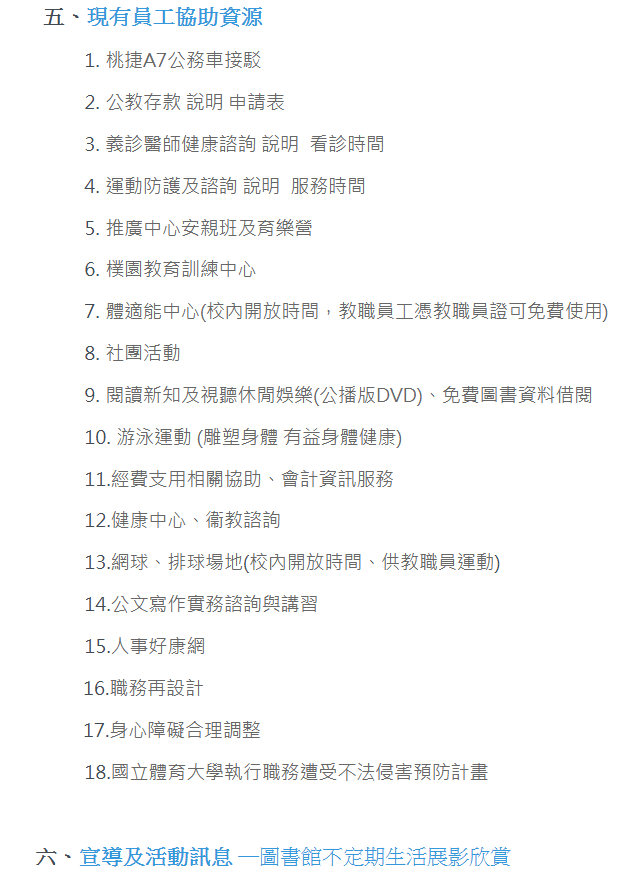 五、現有員工協助資源
1. 桃捷A7公務車接駁
2. 公教存款 說明 申請表
3. 義診醫師健康諮詢 說明 看診時間
4. 運動防護及諮詢 說明 服務時間
5. 推廣中心安親班及育樂營
6. 樸園教育訓練中心
7. 體適能中心(校內開放時間，教職員工憑教職員證可免費使用)
8. 社團活動
9. 閱讀新知及視聽休閒娛樂(公播版DVD)、免費圖書資料借閱
10. 游泳運動 (雕塑身體 有益身體健康)
11.經費支用相關協助、會計資訊服務
12.健康中心、衛教諮詢
13.網球、排球場地(校內開放時間、供教職員運動)
14.公文寫作實務諮詢與講習
15.人事好康網
16.職務再設計
17.身心障礙合理調整
18.國立體育大學執行職務遭受不法侵害預防計畫
六、宣導及活動訊息 —圖書館不定期生活展影欣賞